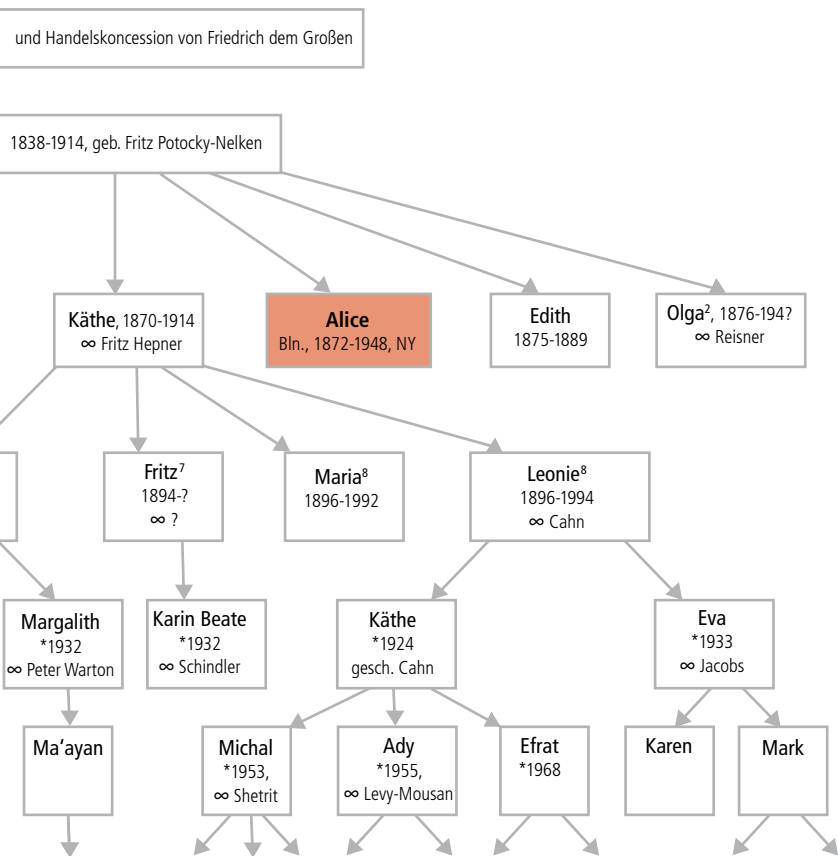 und Handelskoncession von Friedrich dem Großen
1838-1914, geb. Fritz Potocky-Nelken
Käthe, 1870-1914
∞ Fritz Hepner
Alice
Bln., 1872-1948, NY
Edith
1875-1889
Olga², 1876-194?
∞ Reisner
Fritz⁷
1894-?
∞ ?
Maria⁸
1896-1992
Leonie⁸
1896-1994
∞ Cahn
Margalith
*1932
∞ Peter Warton
Karin Beate
*1932
∞ Schindler
Käthe
*1924
gesch. Cahn
Eva
*1933
∞ Jacobs
Ma'ayan
Michal
*1953,
∞ Shetrit
Ady
*1955,
∞ Levy-Mousan
Efrat
*1968
Karen
Mark